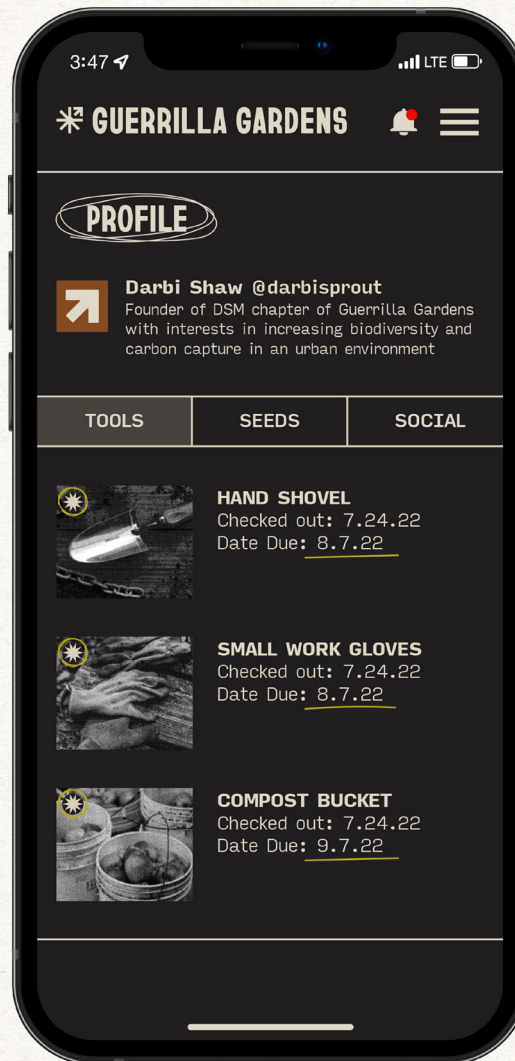 3:47 LTE
GUERRILLA GARDENS
PROFILE
Darbi Shaw @darbisprout
Founder of DSM chapter of Guerrilla Gardens
with interests in increasing biodiversity and
carbon capture in an urban environment
TOOLS SEEDS SOCIAL
HAND SHOVEL
Checked out: 7.24.22
Date Due: 8.7.22
SMALL WORK GLOVES
Checked out: 7.24.22
Date Due: 8.7.22
COMPOST BUCKET
Checked out: 7.24.22
Date Due: 9.7.22